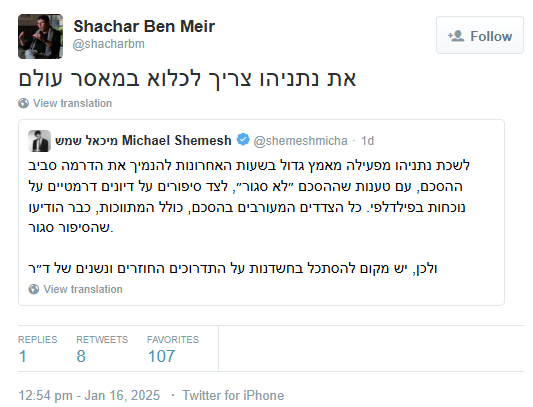 Shachar Ben Meir
@shacharbm
Follow
את נתניהו צריך לכלוא במאסר עולם
View translation
מיכאל שמש Michael Shemesh @shemeshmicha · 1d
לשכת נתניהו מפעילה מאמץ גדול בשעות האחרונות להנמיך את הדרמה סביב
ההסכם, עם טענות שההסכם ״לא סגור״, לצד סיפורים על דיונים דרמטיים על
נוכחות בפילדלפי. כל הצדדים המעורבים בהסכם, כולל המתווכות, כבר הודיעו
שהסיפור סגור.
ולכן, יש מקום להסתכל בחשדנות על התדרוכים החוזרים ונשנים של ד״ר
View translation
REPLIES RETWEETS FAVORITES
1 8 107
12:54 pm - Jan 16, 2025 · Twitter for iPhone